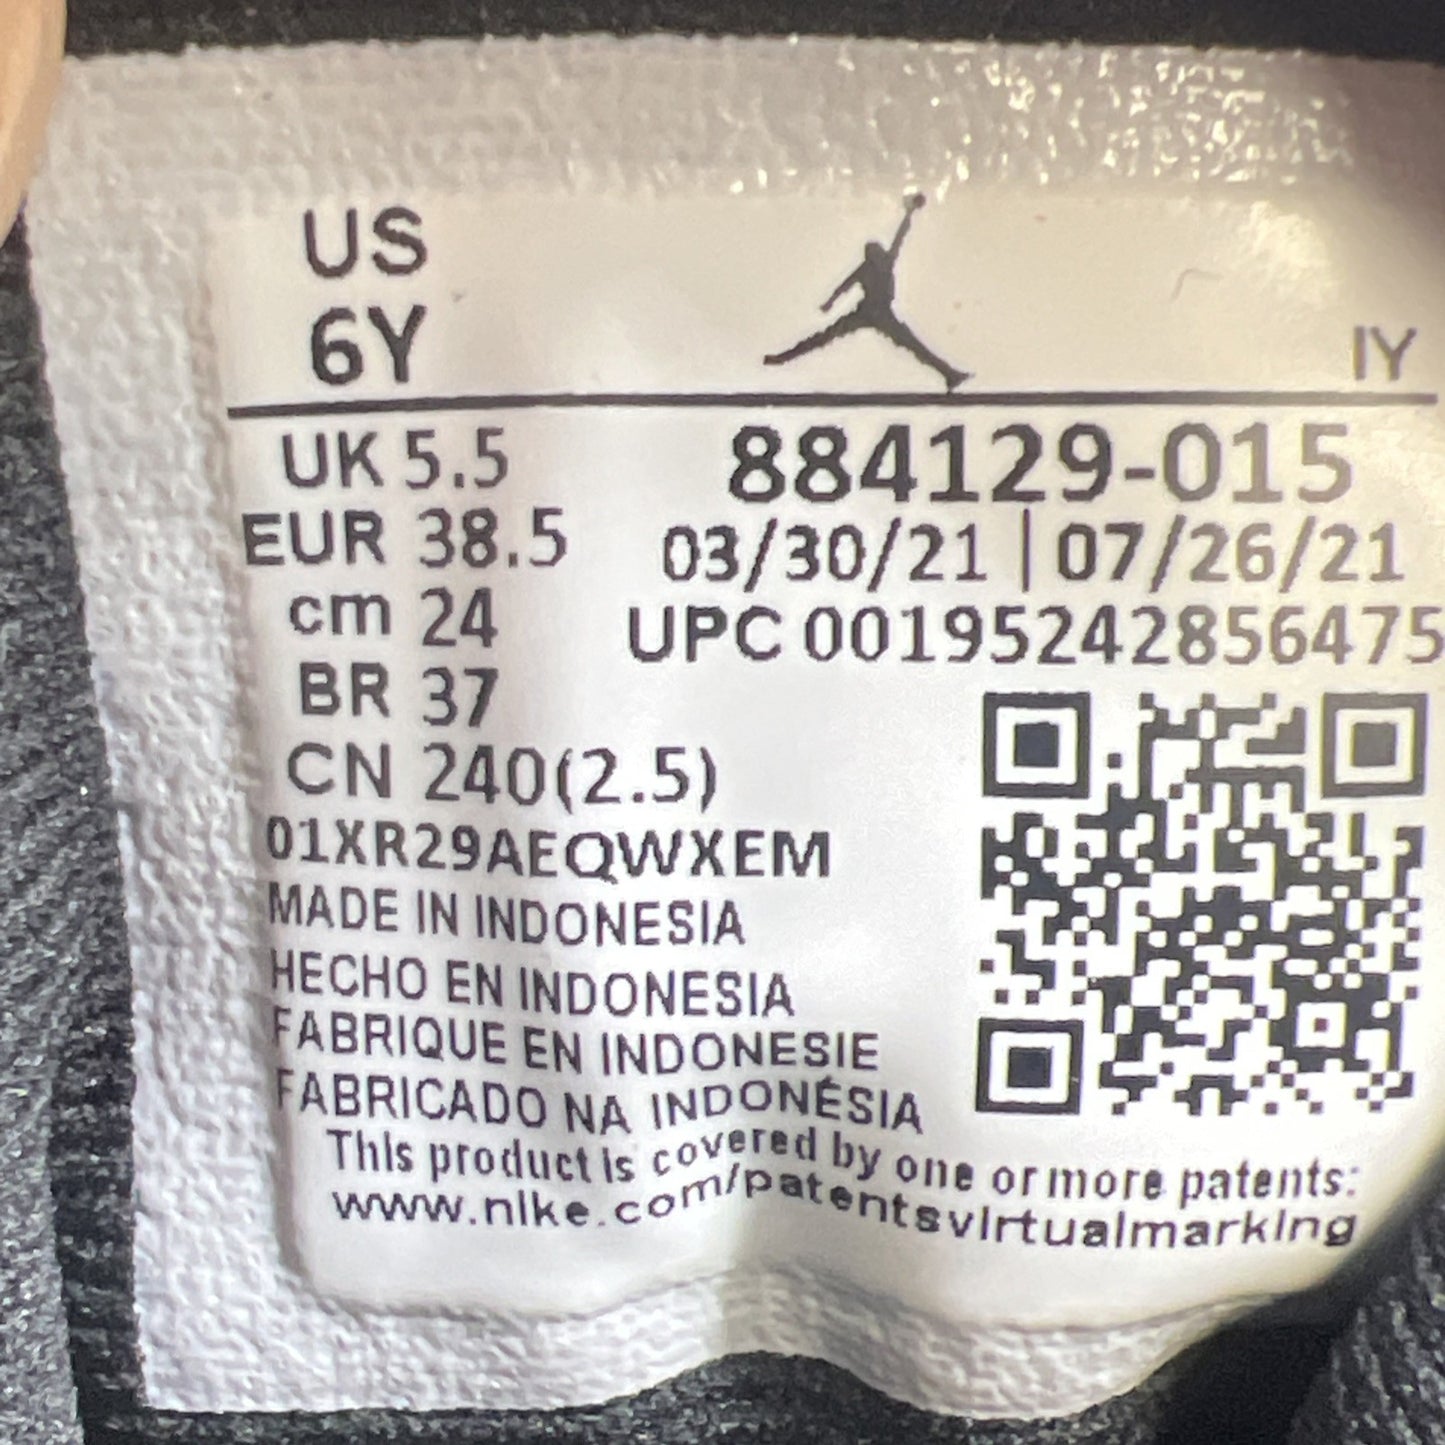 US
6Y
IY
UK 5.5
884129-015
EUR 38.5
03/30/21 | 07/26/21
cm 24
UPC 00195242856475
BR 37
CN 240(2.5)
01XR29AEQWXEM
MADE IN INDONESIA
HECHO EN INDONESIA
FABRIQUE EN INDONESIE
FABRICADO NA INDONÉSIA
This product is covered by one or more patents:
www.nike.com/patentsvirtualmarking